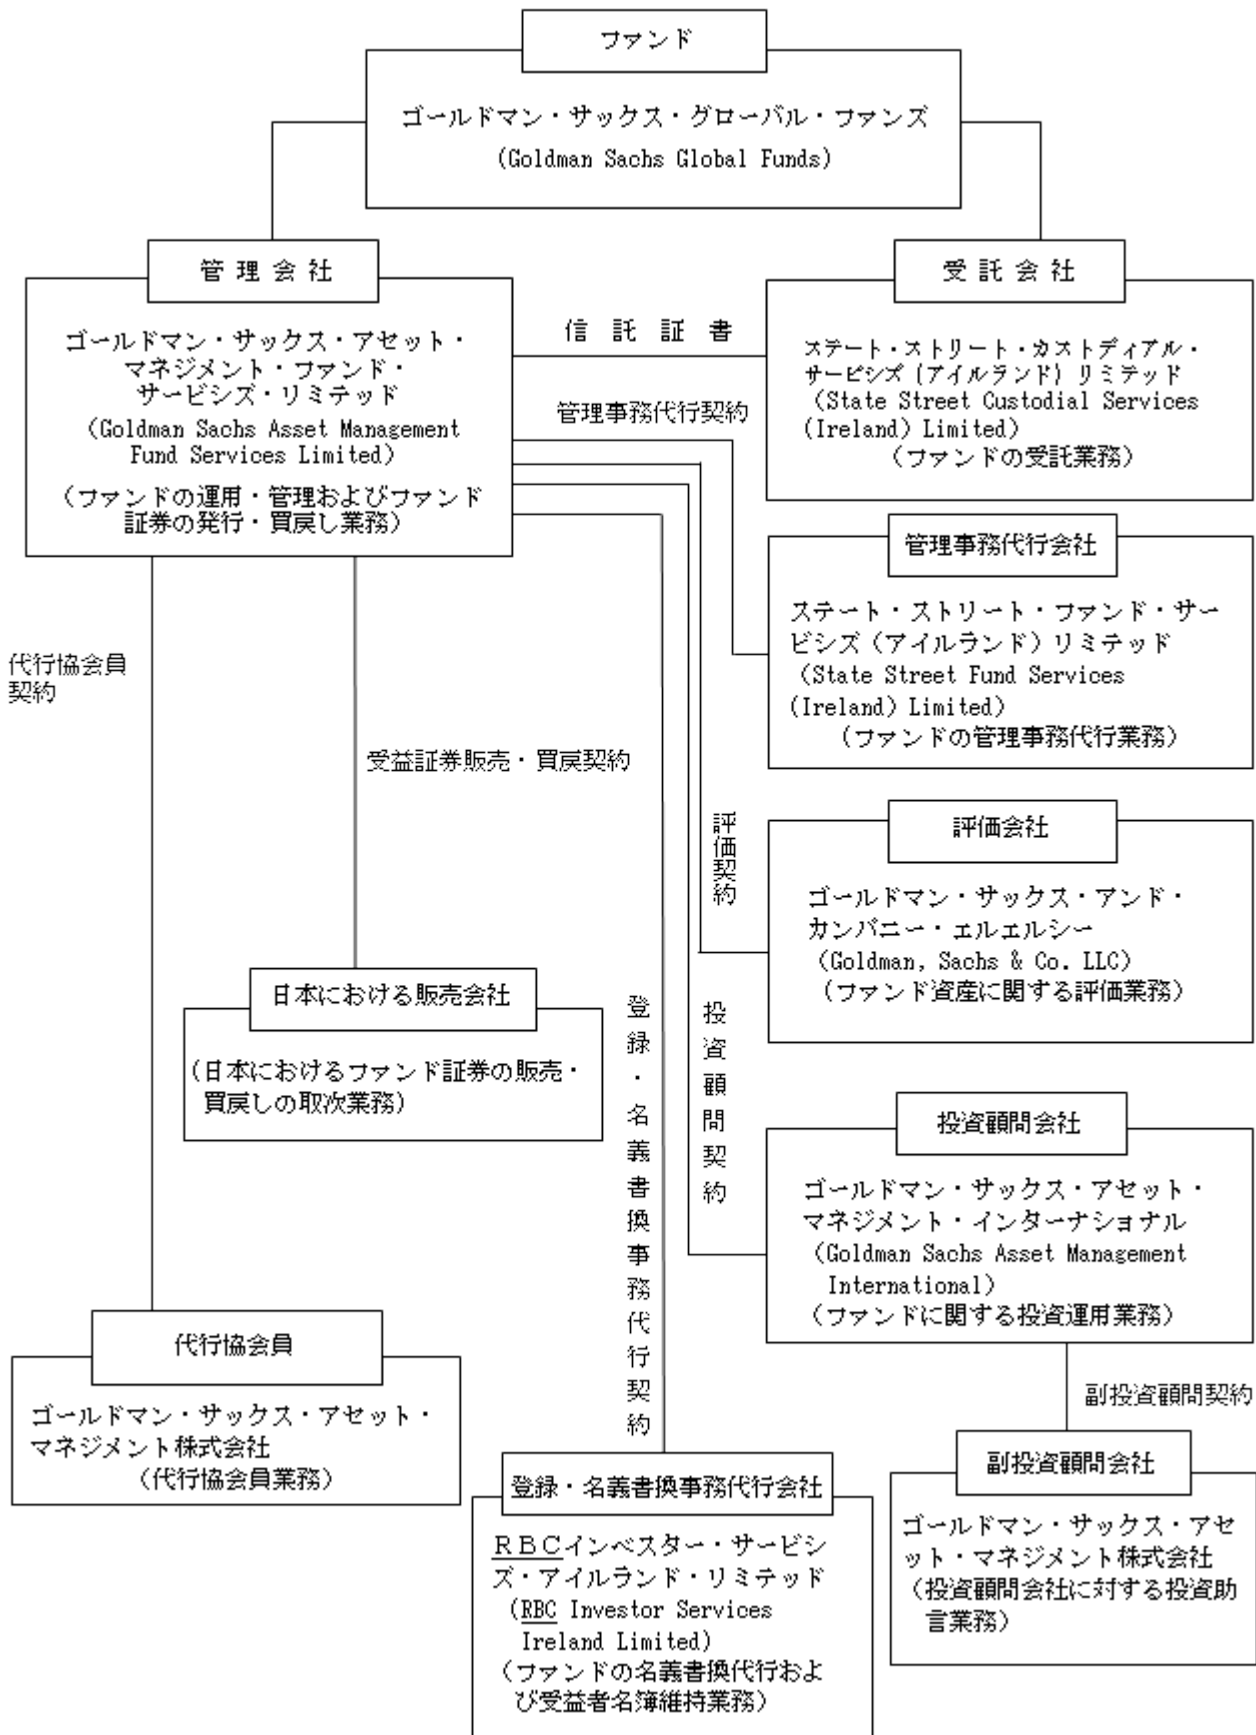 ファンド
ゴールドマン・サックス・グローバル・ファンズ
(Goldman Sachs Global Funds)
管 理 会 社
ゴールドマン・サックス・アセット・
マネジメント・ファンド・
サービシズ・リミテッド
(Goldman Sachs Asset Management
Fund Services Limited)
(ファンドの運用・管理およびファンド
証券の発行・買戻し業務)
信 託 証 書
管理事務代行契約
受 託 会 社
ステート・ストリート・カストディアル・
サービシズ(アイルランド)リミテッド
(State Street Custodial Services
(Ireland) Limited)
(ファンドの受託業務)
管理事務代行会社
ステート・ストリート・ファンド・サー
ビシズ(アイルランド)リミテッド
(State Street Fund Services
(Ireland) Limited)
(ファンドの管理事務代行業務)
代行協会員
契約
受益証券販売・買戻契約
評価契約
評価会社
ゴールドマン・サックス・アンド・
カンパニー・エルエルシー
(Goldman, Sachs & Co. LLC)
(ファンド資産に関する評価業務)
日本における販売会社
(日本におけるファンド証券の販売・
買戻しの取次業務)
登録・名義書換事務代行契約
投資顧問契約
投資顧問会社
ゴールドマン・サックス・アセット・
マネジメント・インターナショナル
(Goldman Sachs Asset Management
International)
(ファンドに関する投資運用業務)
代行協会員
ゴールドマン・サックス・アセット・
マネジメント株式会社
(代行協会員業務)
副投資顧問契約
副投資顧問会社
ゴールドマン・サックス・アセ
ット・マネジメント株式会社
(投資顧問会社に対する投資助
言業務)
登録・名義書換事務代行会社
RBCインベスター・サービシ
ズ・アイルランド・リミテッド
(RBC Investor Services
Ireland Limited)
(ファンドの名義書換代行およ
び受益者名簿維持業務)